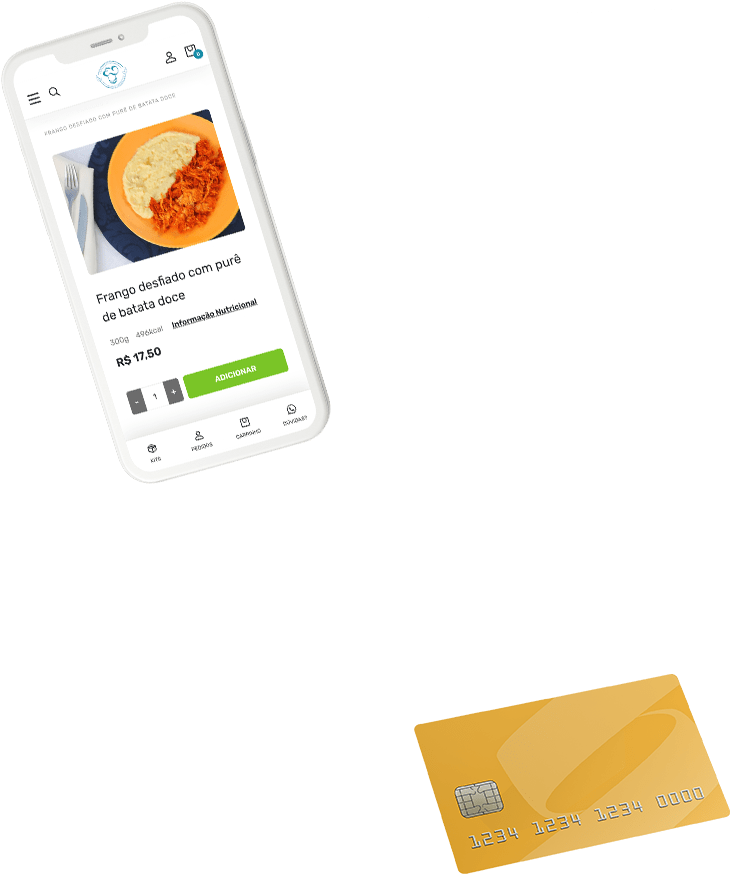 0
FRANGO DESFIADO COM PURÊ DE BATATA DOCE
Frango desfiado com purê
de batata doce
300g 496kcal Informação Nutricional
R$ 17,50
- 1 + ADICIONAR
KITS PEDIDOS CARRINHO DÚVIDAS?
1234 1234 1234 0000